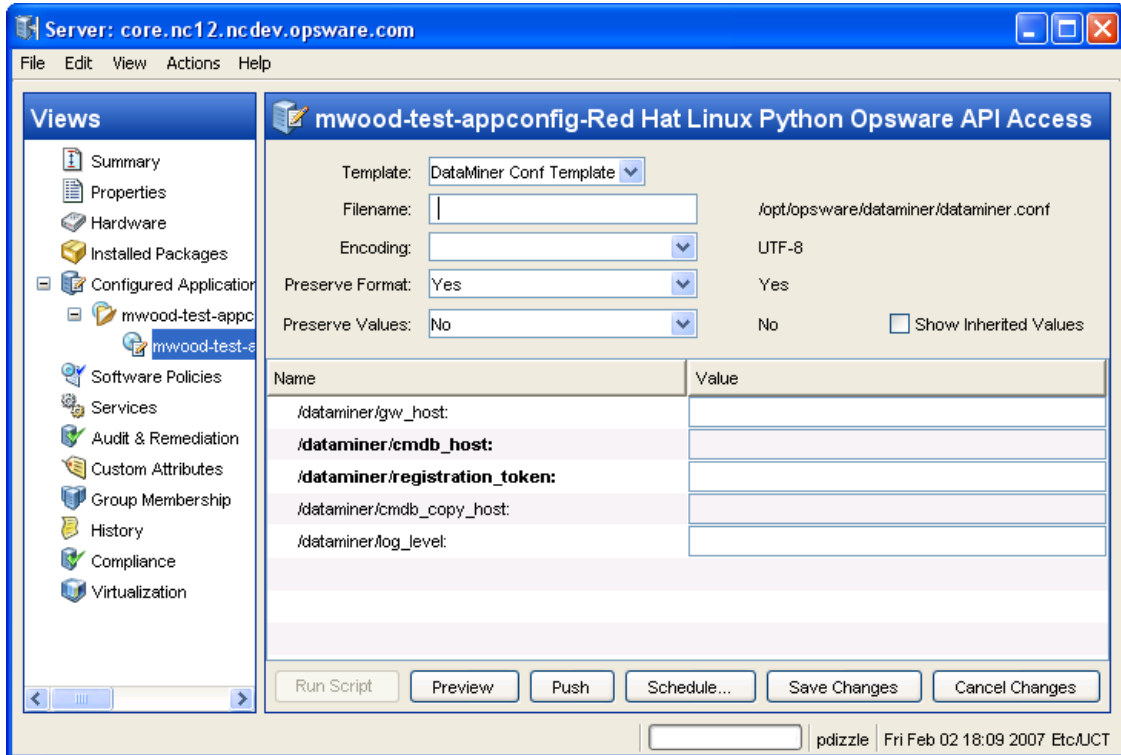 Server: core.nc12.ncdev.opsware.com
File Edit View Actions Help
Views
Summary
Properties
Hardware
Installed Packages
Configured Application
mwood-test-appc
mwood-test-a
Software Policies
Services
Audit & Remediation
Custom Attributes
Group Membership
History
Compliance
Virtualization
mwood-test-appconfig-Red Hat Linux Python Opsware API Access
Template: DataMiner Conf Template
Filename: /opt/opsware/dataminer/dataminer.conf
Encoding: UTF-8
Preserve Format: Yes Yes
Preserve Values: No No Show Inherited Values
Name Value
/dataminer/gw_host:
/dataminer/cmdb_host:
/dataminer/registration_token:
/dataminer/cmdb_copy_host:
/dataminer/log_level:
Run Script Preview Push Schedule... Save Changes Cancel Changes
pdizzle Fri Feb 02 18:09 2007 Etc/UCT